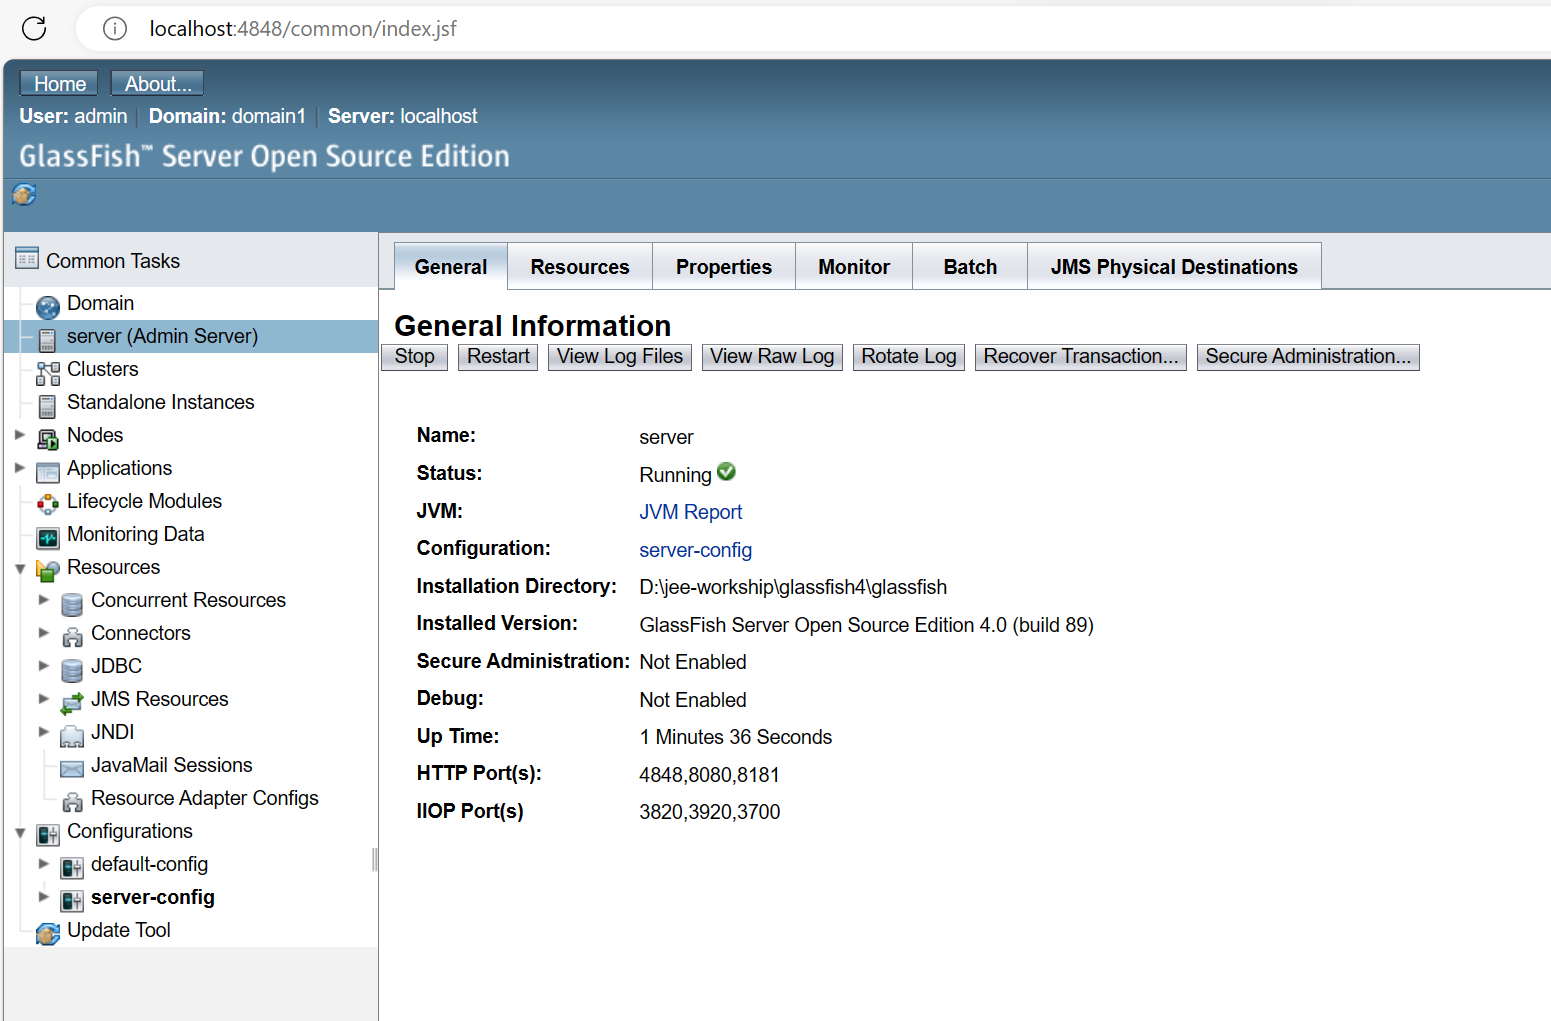 localhost:4848/common/index.jsf
Home About...
User: admin Domain: domain1 Server: localhost
GlassFish™ Server Open Source Edition
Common Tasks
Domain
server (Admin Server)
Clusters
Standalone Instances
Nodes
Applications
Lifecycle Modules
Monitoring Data
Resources
Concurrent Resources
Connectors
JDBC
JMS Resources
JNDI
JavaMail Sessions
Resource Adapter Configs
Configurations
default-config
server-config
Update Tool
General Resources Properties Monitor Batch JMS Physical Destinations
General Information
Stop Restart View Log Files View Raw Log Rotate Log Recover Transaction... Secure Administration...
Name: server
Status: Running
JVM: JVM Report
Configuration: server-config
Installation Directory: D:\jee-workship\glassfish4\glassfish
Installed Version: GlassFish Server Open Source Edition 4.0 (build 89)
Secure Administration: Not Enabled
Debug: Not Enabled
Up Time: 1 Minutes 36 Seconds
HTTP Port(s): 4848,8080,8181
IIOP Port(s) 3820,3920,3700